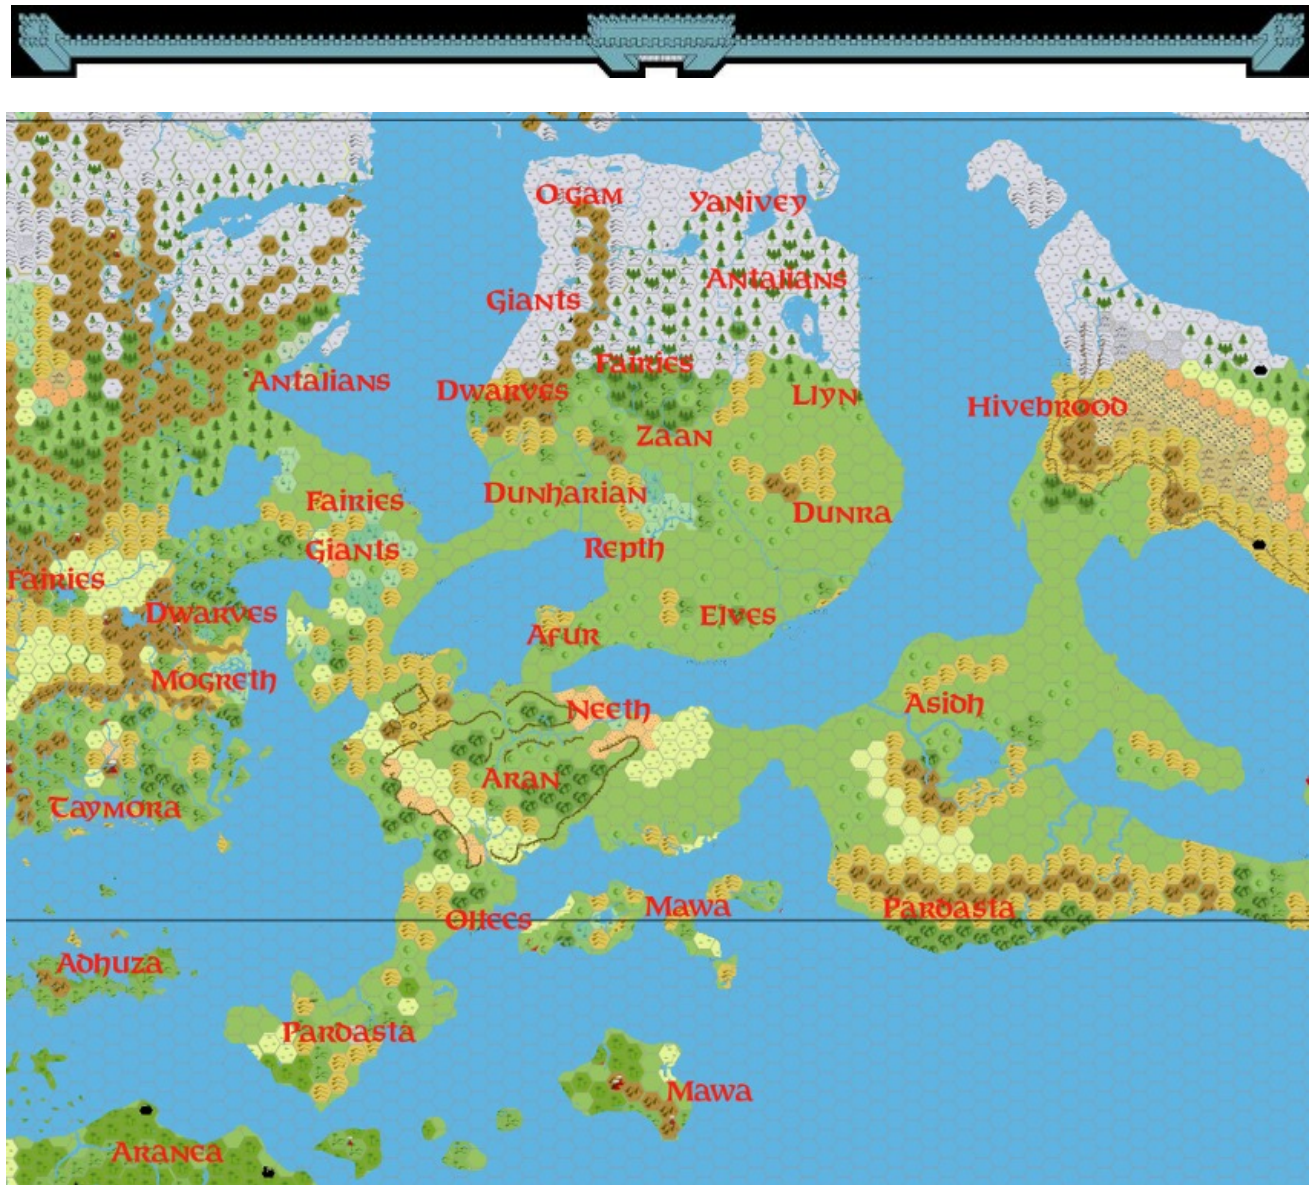 Ogam
Yanivey
Antalians
Giants
Fairies
Antalians
Dwarves
Llyn
Hivebrood
Zaan
Dunharian
Fairies
Dunra
Repth
Giants
Fairies
Dwarves
Elves
Afur
Mogreth
Asidh
Neeth
Aran
Taymora
Mawa
Pardasta
Ollecs
Adhuza
Pardasta
Mawa
Aranea